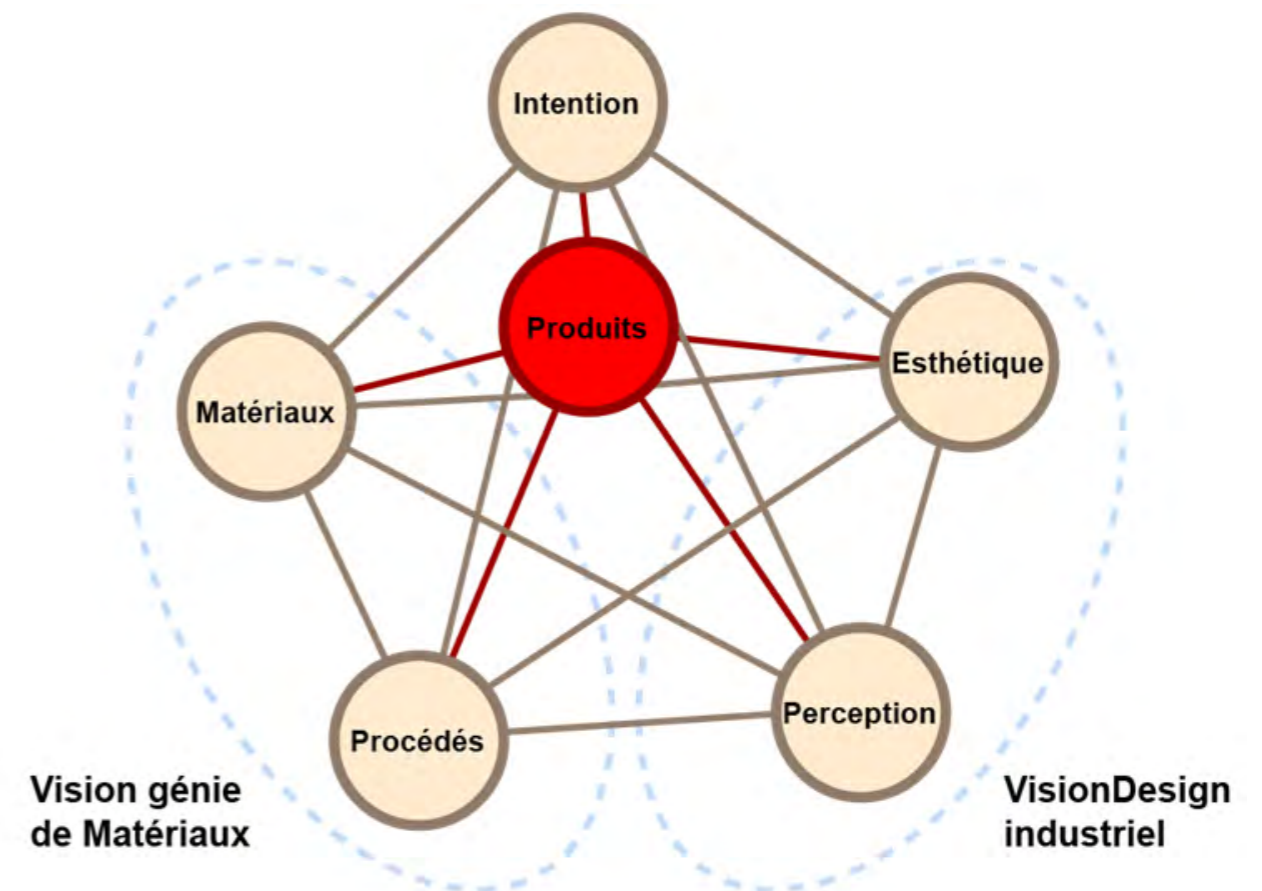 Intention
Produits
Esthétique
Matériaux
Perception
Procédés
Vision génie
de Matériaux
VisionDesign
industriel